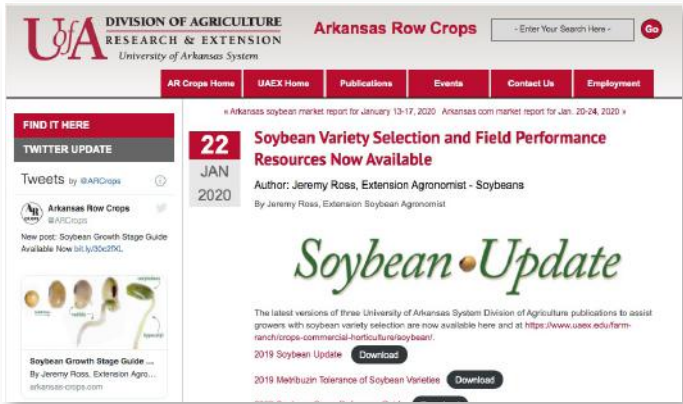 UofA
DIVISION OF AGRICULTURE
RESEARCH & EXTENSION
University of Arkansas System
Arkansas Row Crops
- Enter Your Search Here -
Go
AR Crops Home
UAEX Home
Publications
Events
Contact Us
Employment
« Arkansas soybean market report for January 13-17, 2020 Arkansas corn market report for Jan. 20-24, 2020 »
FIND IT HERE
TWITTER UPDATE
Tweets by @ARCrops
Arkansas Row Crops
@ARCrops
New post: Soybean Growth Stage Guide
Available Now
Soybean Growth Stage Guide ...
By Jeremy Ross, Extension Agro...
arkansas-crops.com
22
JAN
2020
Soybean Variety Selection and Field Performance
Resources Now Available
Author: Jeremy Ross, Extension Agronomist - Soybeans
By Jeremy Ross, Extension Soybean Agronomist
Soybean Update
The latest versions of three University of Arkansas System Division of Agriculture publications to assist
growers with soybean variety selection are now available here and at https://www.uaex.edu/farm-
ranch/crops-commercial-horticulture/soybean/.
2019 Soybean Update Download
2019 Metribuzin Tolerance of Soybean Varieties Download